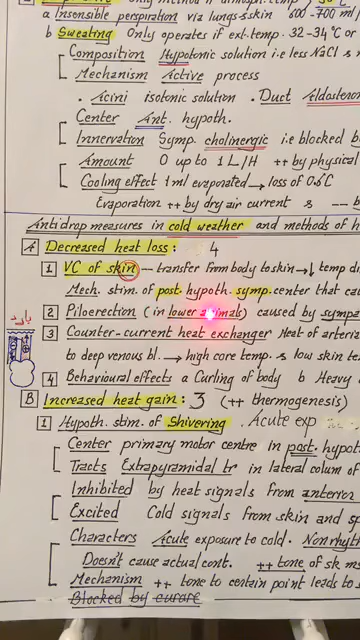 a Insensible perspiration via lungs & skin 600-700 ml/
b Sweating Only operates if ext. temp. 32-34°C or
Composition Hypotonic solution i.e less NaCl &
Mechanism Active process
. Acini isotonic solution . Duct Aldosteron
Center Ant. hypoth.
Innervation Symp. cholinergic i.e blocked b
Amount 0 up to 1 L/H ++ by physical
Cooling effect 1 ml evaporated → loss of 0.6C
Evaporation ++ by dry air current & -- b
Antidrop measures in cold weather and methods of h
A Decreased heat loss: 4
1 VC of skin — transfer from body to skin → ↓ temp di
Mech. stim. of post. hypoth. symp. center that cau
2 Piloerection (in lower animals) caused by sympa
3 Counter-current heat exchanger Heat of arteria
to deep venous bl. → high core temp. & low skin te
4 Behavioural effects a Curling of body b Heavy
B Increased heat gain: 3 (++ thermogenesis)
1 Hypoth. stim. of Shivering . Acute exp
Center primary motor centre in post. hypot
Tracts Extrapyramidal tr in lateral colum of
Inhibited by heat signals from anterior
Excited Cold signals from skin and sp
Characters Acute exposure to cold. Nonrhyth
Doesn't cause actual cont. ++ tone of sk ms
Mechanism ++ tone to certain point leads to s
Blocked by curare